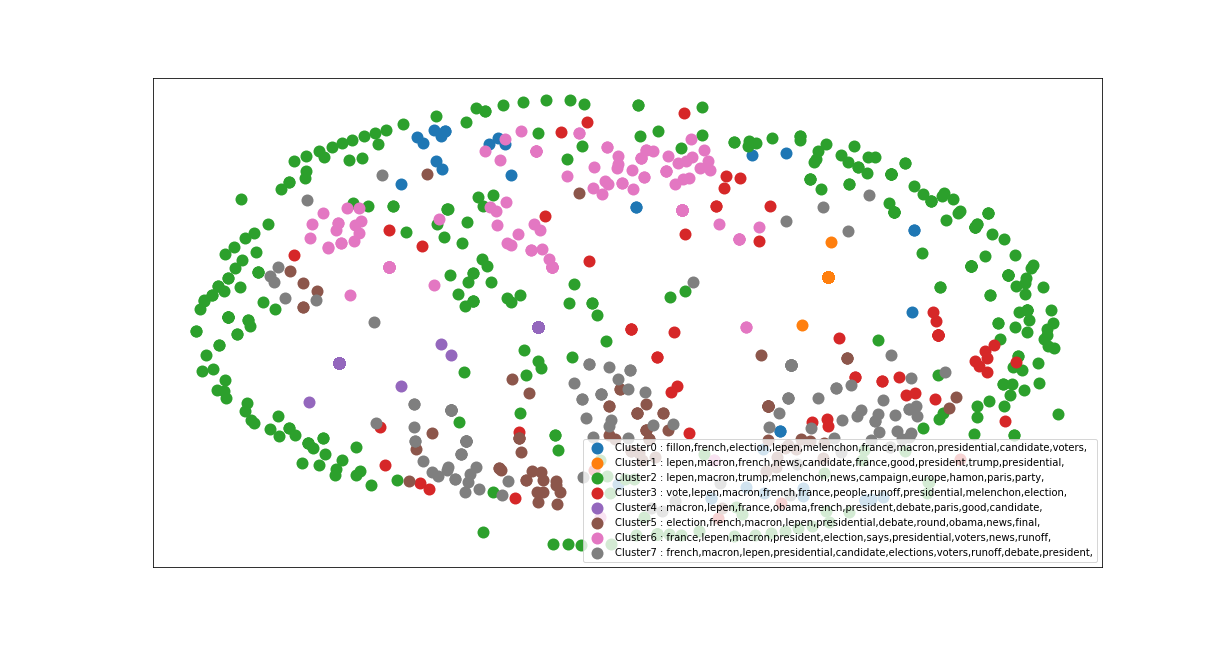 Cluster0 : fillon,french,election,lepen,melenchon,france,macron,presidential,candidate,voters,
Cluster1 : lepen,macron,french,news,candidate,france,good,president,trump,presidential,
Cluster2 : lepen,macron,trump,melenchon,news,campaign,europe,hamon,paris,party,
Cluster3 : vote,lepen,macron,french,france,people,runoff,presidential,melenchon,election,
Cluster4 : macron,lepen,france,obama,french,president,debate,paris,good,candidate,
Cluster5 : election,french,macron,lepen,presidential,debate,round,obama,news,final,
Cluster6 : france,lepen,macron,president,election,says,presidential,voters,news,runoff,
Cluster7 : french,macron,lepen,presidential,candidate,elections,voters,runoff,debate,president,